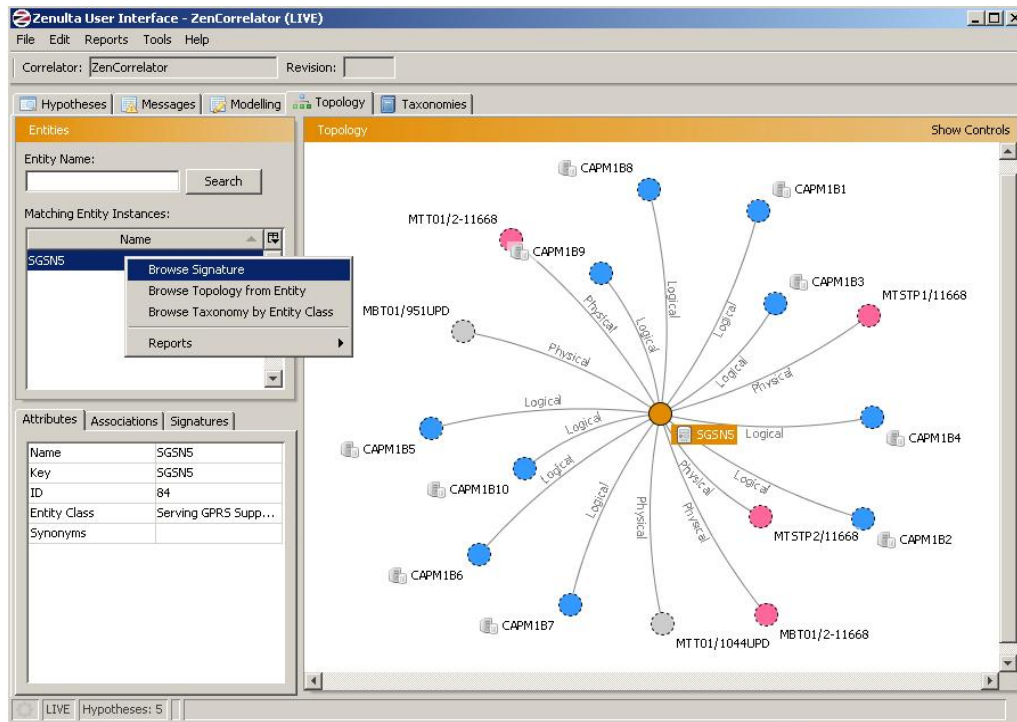 Zenulta User Interface - ZenCorrelator (LIVE)
File Edit Reports Tools Help
Correlator: ZenCorrelator Revision:
Hypotheses Messages Modelling Topology Taxonomies
Entities
Entity Name:
Search
Matching Entity Instances:
Name
SGSN5
Browse Signature
Browse Topology from Entity
Browse Taxonomy by Entity Class
Reports
Attributes Associations Signatures
Name SGSN5
Key SGSN5
ID 84
Entity Class Serving GPRS Supp...
Synonyms
Topology Show Controls
CAPM1B8
CAPM1B1
MTT01/2-11668
CAPM1B9
CAPM1B3
MTSTP1/11668
MBT01/951UPD
Physical
Logical
Logical
Logical
Physical
Logical
Physical
Logical
Logical
SGSN5 Logical
CAPM1B4
CAPM1B5
Logical
Physical
Logical
CAPM1B10
Logical
Physical
Physical
MTSTP2/11668
CAPM1B2
CAPM1B6
CAPM1B7
MTT01/1044UPD
MBT01/2-11668
LIVE Hypotheses: 5